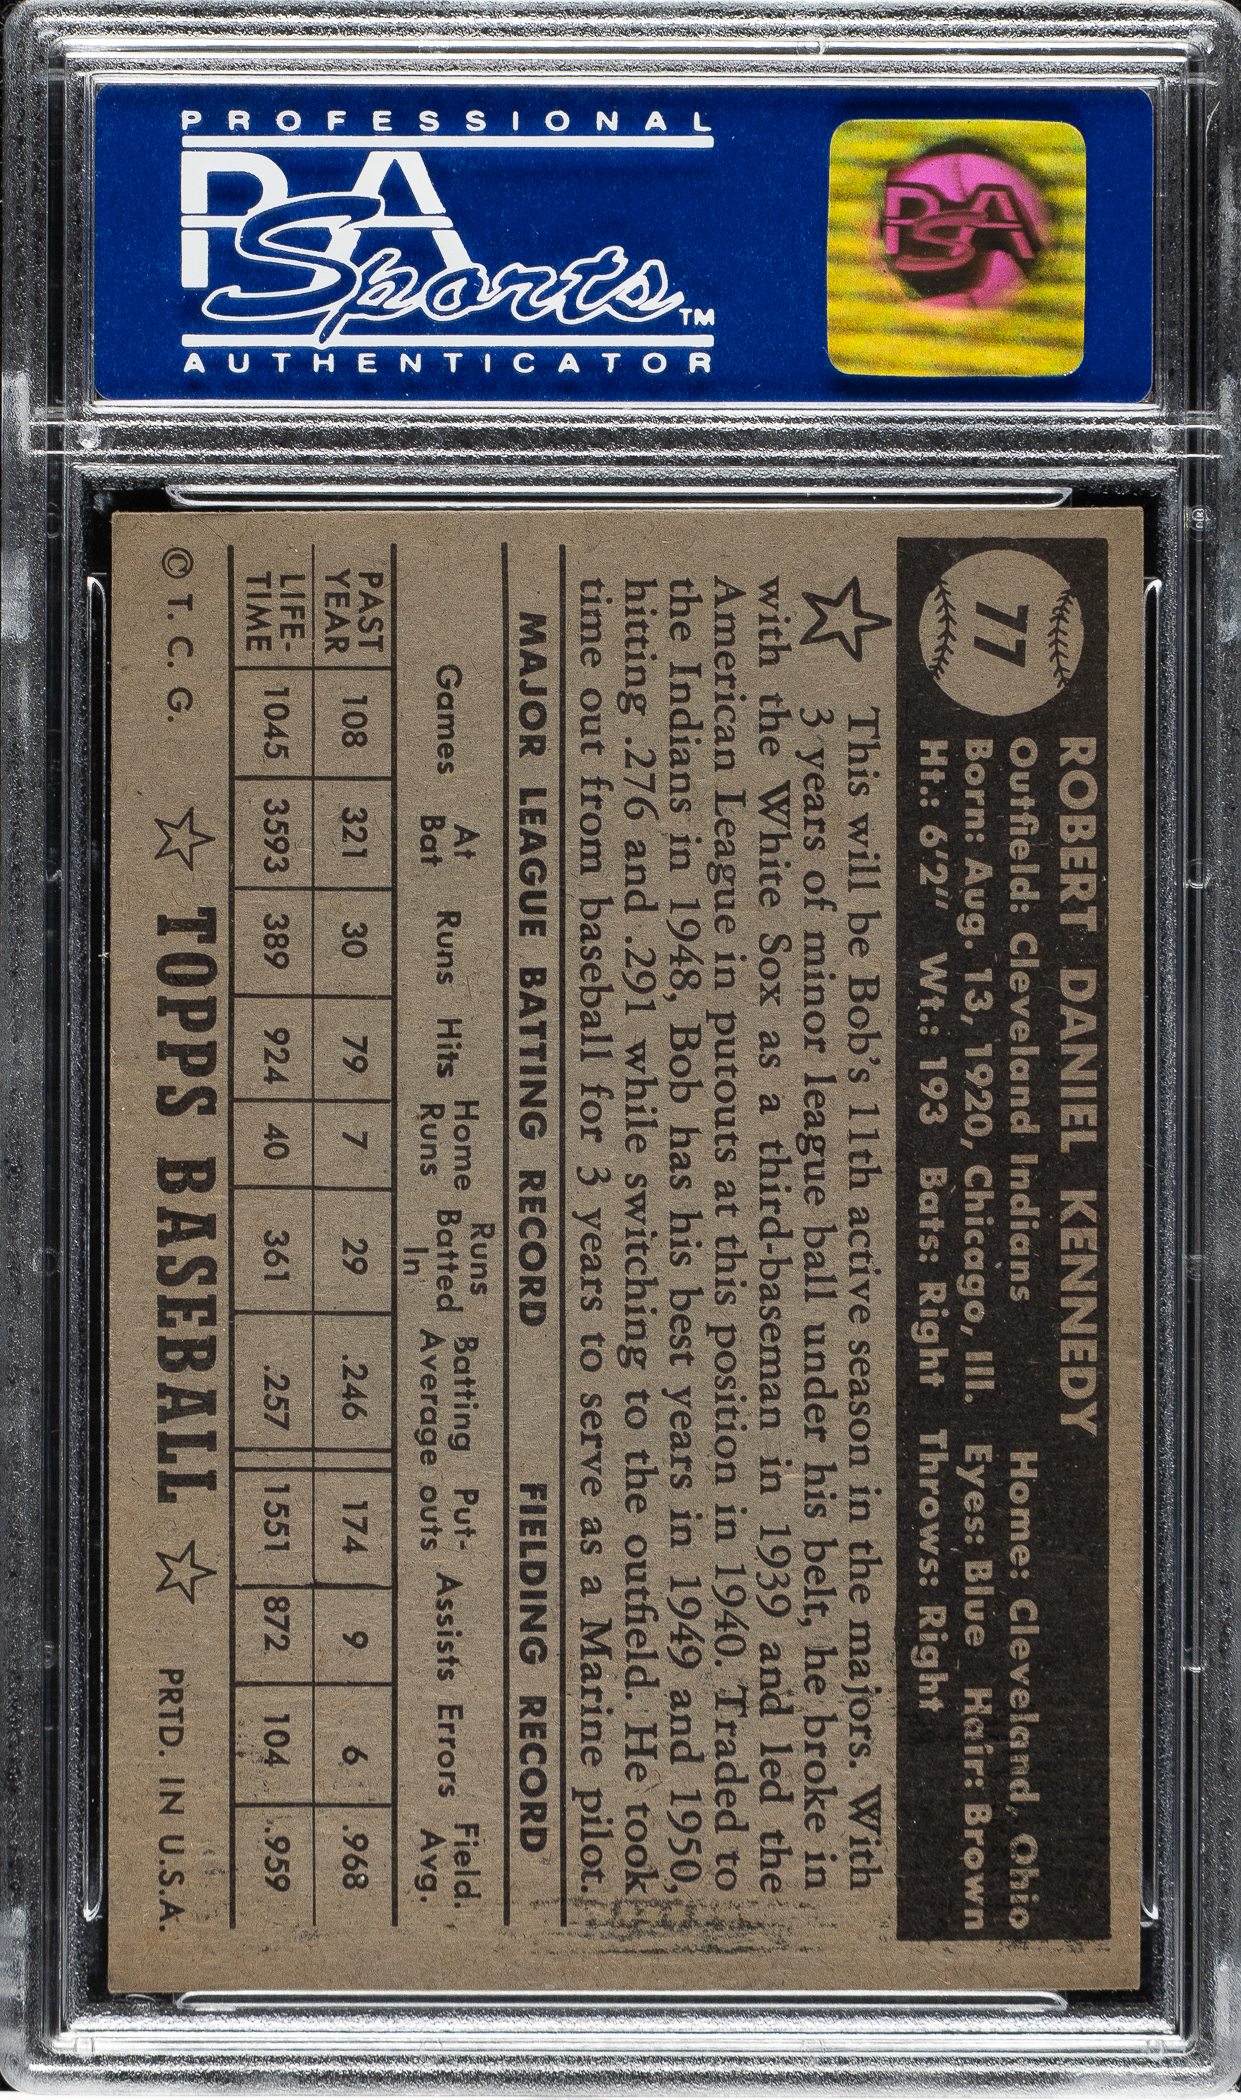 PROFESSIONAL
PSA
Sports™
AUTHENTICATOR
PSA
77
ROBERT DANIEL KENNEDY
Outfield: Cleveland Indians Home: Cleveland, Ohio
Born: Aug. 13, 1920, Chicago, Ill. Eyes: Blue Hair: Brown
Ht.: 6'2" Wt.: 193 Bats: Right Throws: Right
This will be Bob's 11th active season in the majors. With
3 years of minor league ball under his belt, he broke in
with the White Sox as a third-baseman in 1939 and led the
American League in putouts at this position in 1940. Traded to
the Indians in 1948, Bob has his best years in 1949 and 1950,
hitting .276 and .291 while switching to the outfield. He took
time out from baseball for 3 years to serve as a Marine pilot.
MAJOR LEAGUE BATTING RECORD FIELDING RECORD
Games At Bat Runs Hits Home Runs Runs Batted In Batting Average Put-outs Assists Errors Field. Avg.
PAST YEAR 108 321 30 79 7 29 .246 174 9 6 .968
LIFE-TIME 1045 3593 389 924 40 361 .257 1551 872 104 .959
© T. C. G. TOPPS BASEBALL PRTD. IN U.S.A.